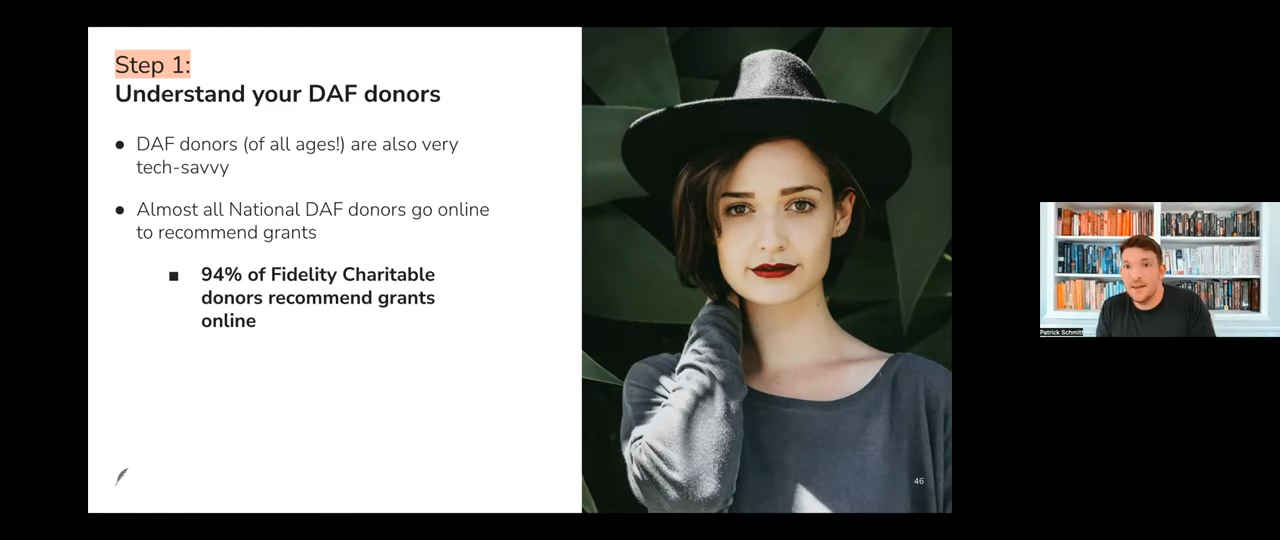 Step 1:
Understand your DAF donors
● DAF donors (of all ages!) are also very
tech-savvy
● Almost all National DAF donors go online
to recommend grants
■ 94% of Fidelity Charitable
donors recommend grants
online
46
Patrick Schmitt